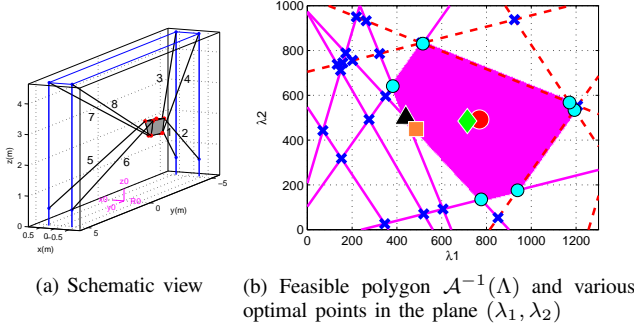 4
3
2
1
0
z(m)
0.5
0
-0.5
x(m)
5
0
-5
y(m)
8
7
3
4
1
2
5
6
z0
y0
R0
(a) Schematic view
1000
800
600
400
200
0
λ2
0 200 400 600 800 1000 1200
λ1
(b) Feasible polygon 𝒜⁻¹(Λ) and various
optimal points in the plane (λ₁, λ₂)